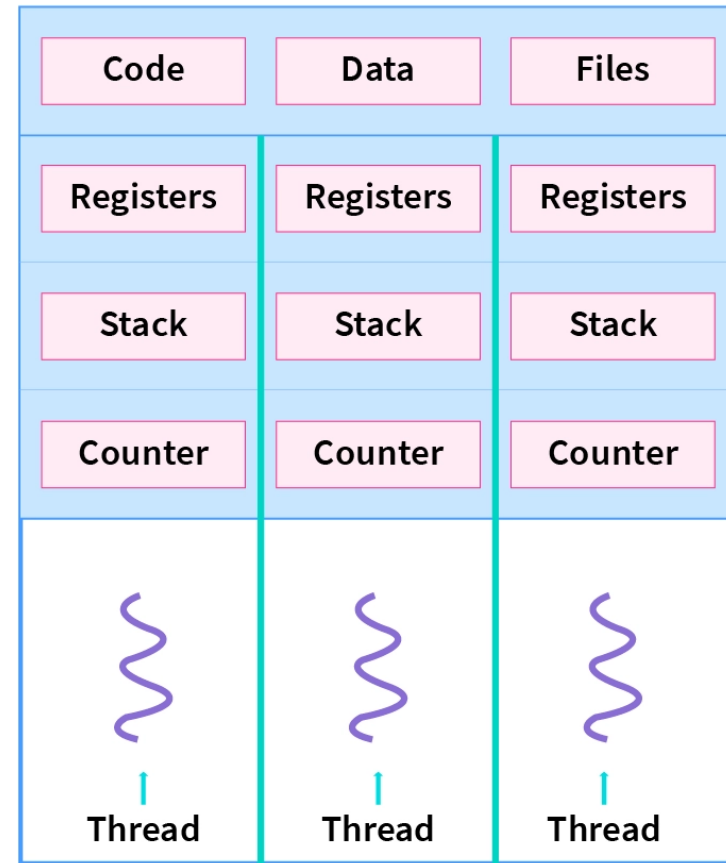 Code Data Files
Registers Registers Registers
Stack Stack Stack
Counter Counter Counter
Thread Thread Thread